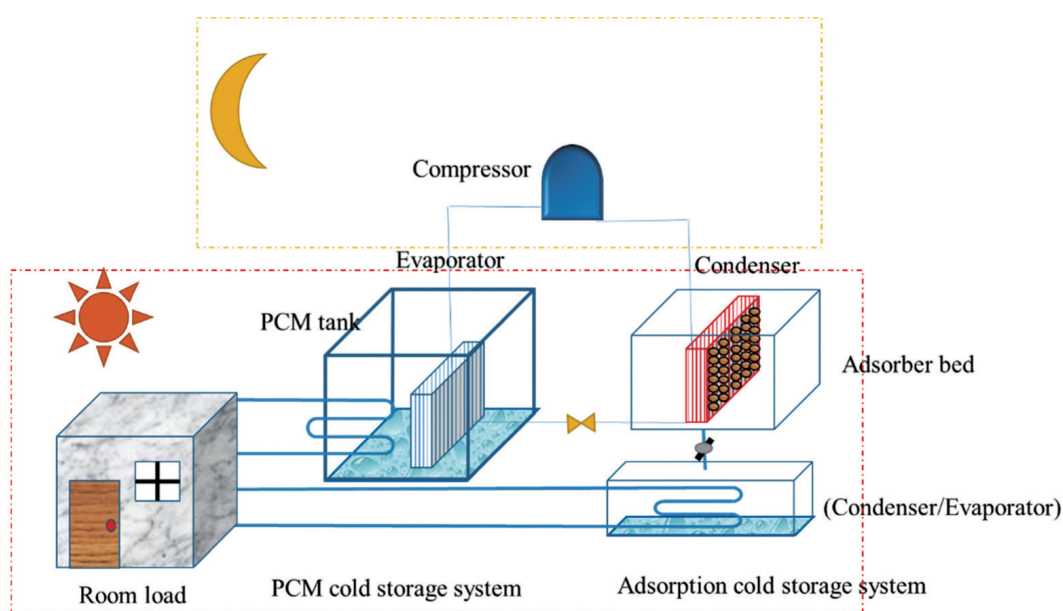 Compressor
Evaporator
Condenser
PCM tank
Adsorber bed
(Condenser/Evaporator)
Room load
PCM cold storage system
Adsorption cold storage system